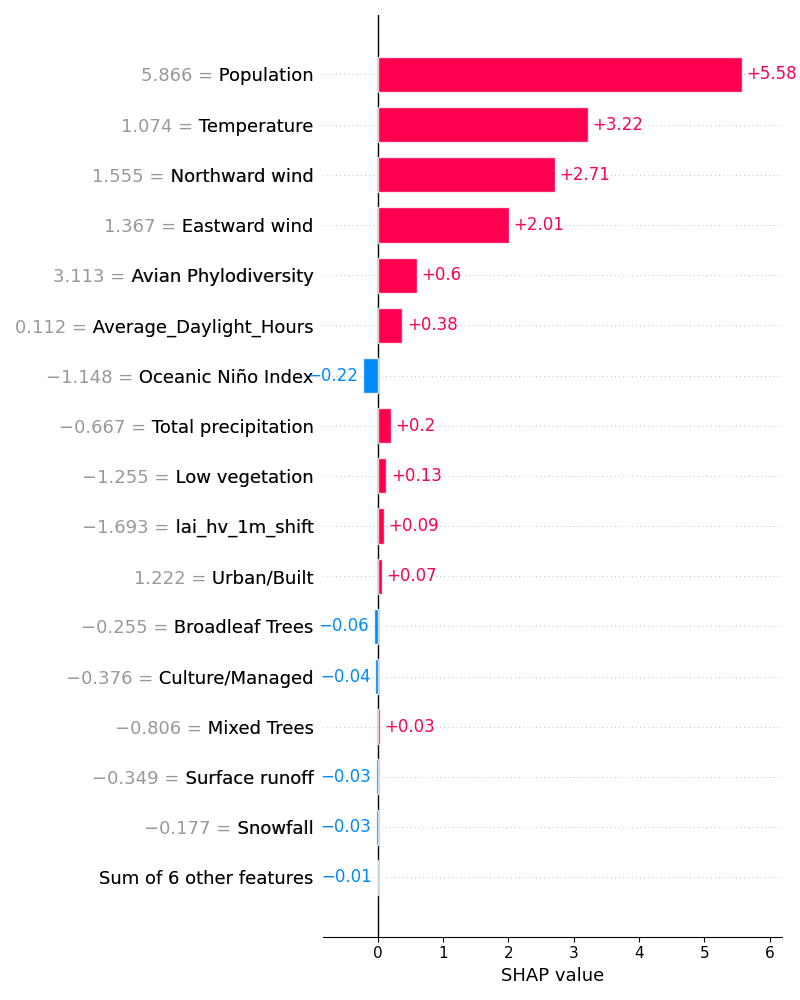 5.866 = Population +5.58
1.074 = Temperature +3.22
1.555 = Northward wind +2.71
1.367 = Eastward wind +2.01
3.113 = Avian Phylodiversity +0.6
0.112 = Average_Daylight_Hours +0.38
−1.148 = Oceanic Niño Index −0.22
−0.667 = Total precipitation +0.2
−1.255 = Low vegetation +0.13
−1.693 = lai_hv_1m_shift +0.09
1.222 = Urban/Built +0.07
−0.255 = Broadleaf Trees −0.06
−0.376 = Culture/Managed −0.04
−0.806 = Mixed Trees +0.03
−0.349 = Surface runoff −0.03
−0.177 = Snowfall −0.03
Sum of 6 other features −0.01
0 1 2 3 4 5 6
SHAP value